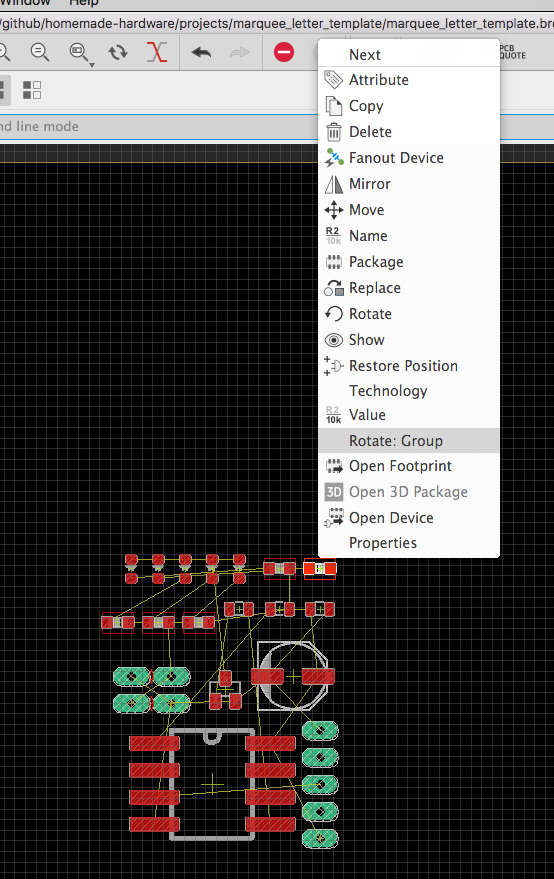 Window Help
/github/homemade-hardware/projects/marquee_letter_template/marquee_letter_template.br
PCB
QUOTE
nd line mode
Next
Attribute
Copy
Delete
Fanout Device
Mirror
Move
R2
10k
Name
Package
Replace
Rotate
Show
Restore Position
Technology
R2
10k
Value
Rotate: Group
Open Footprint
3D
Open 3D Package
Open Device
Properties